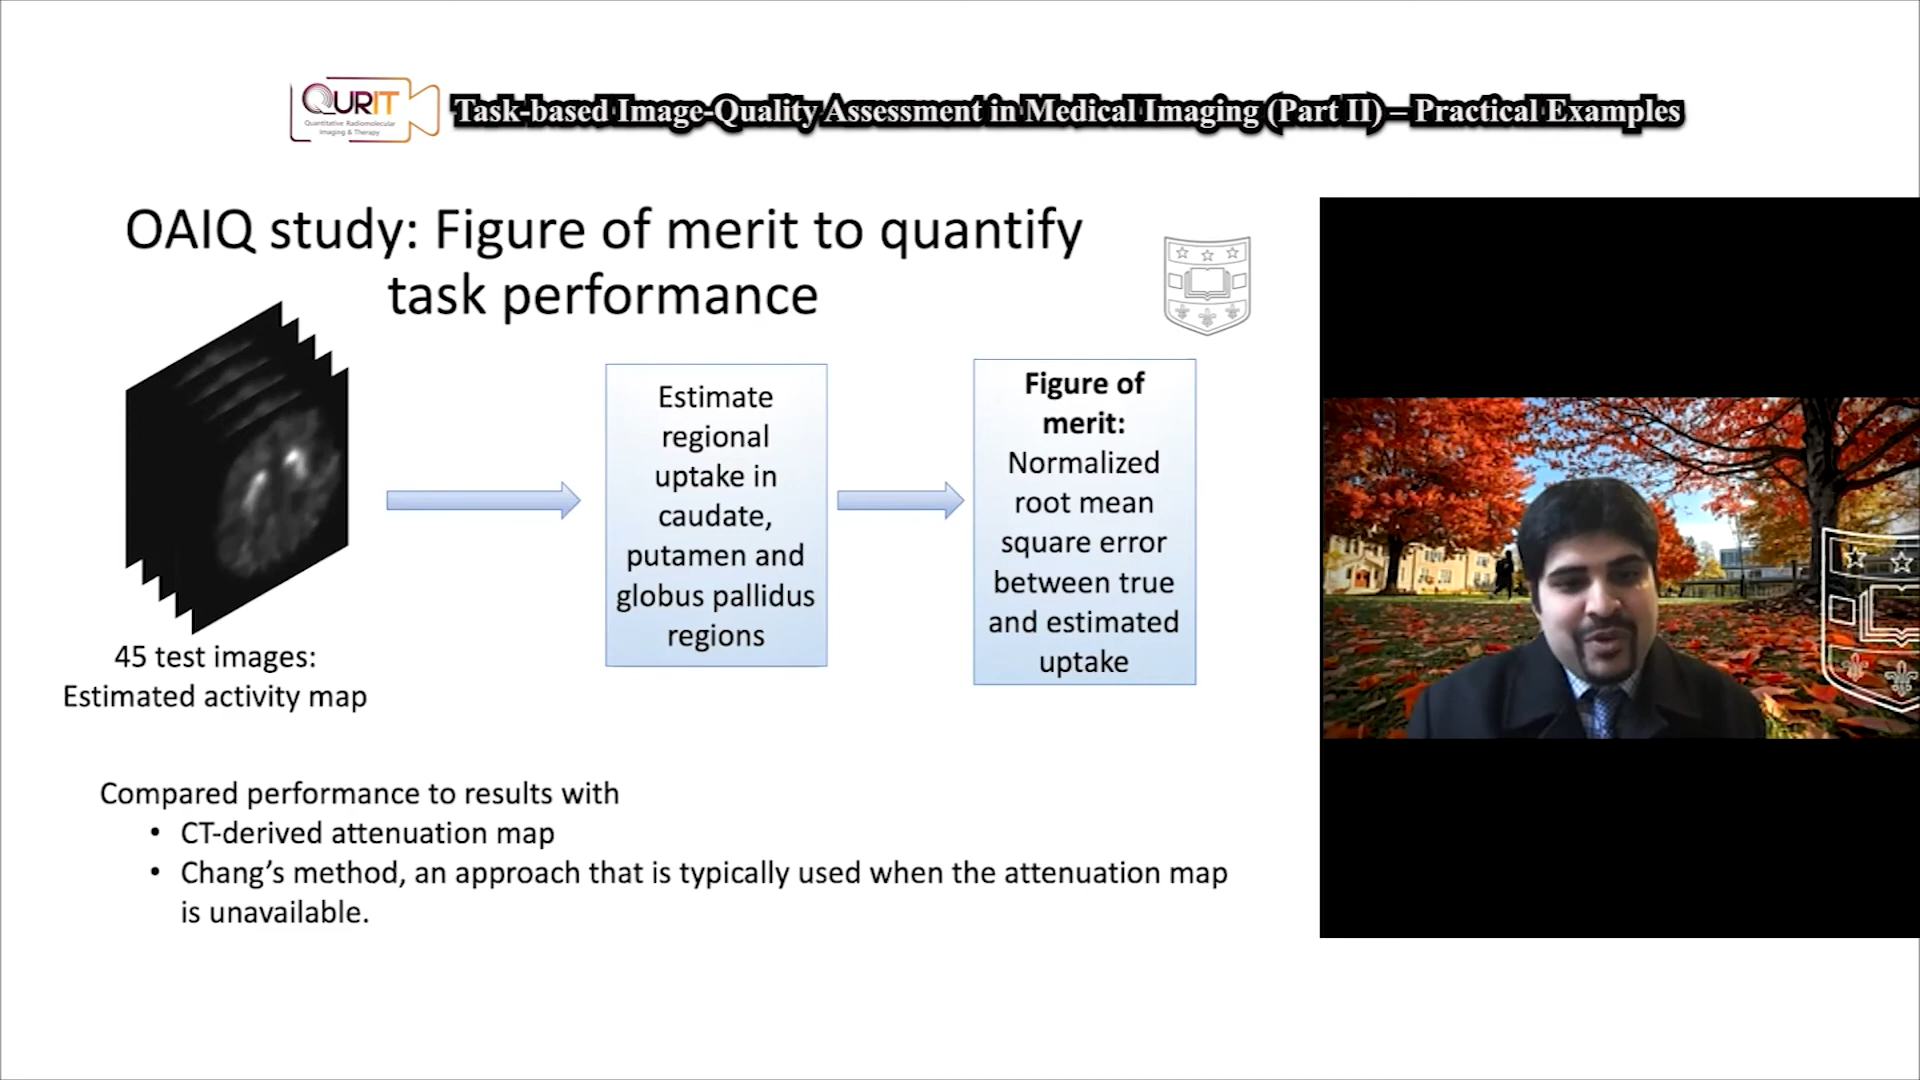 QURIT
Quantitative Radiomolecular
Imaging & Therapy
Task-based Image-Quality Assessment in Medical Imaging (Part II) – Practical Examples
OAIQ study: Figure of merit to quantify
task performance
45 test images:
Estimated activity map
Estimate
regional
uptake in
caudate,
putamen and
globus pallidus
regions
Figure of
merit:
Normalized
root mean
square error
between true
and estimated
uptake
Compared performance to results with
• CT-derived attenuation map
• Chang’s method, an approach that is typically used when the attenuation map
is unavailable.